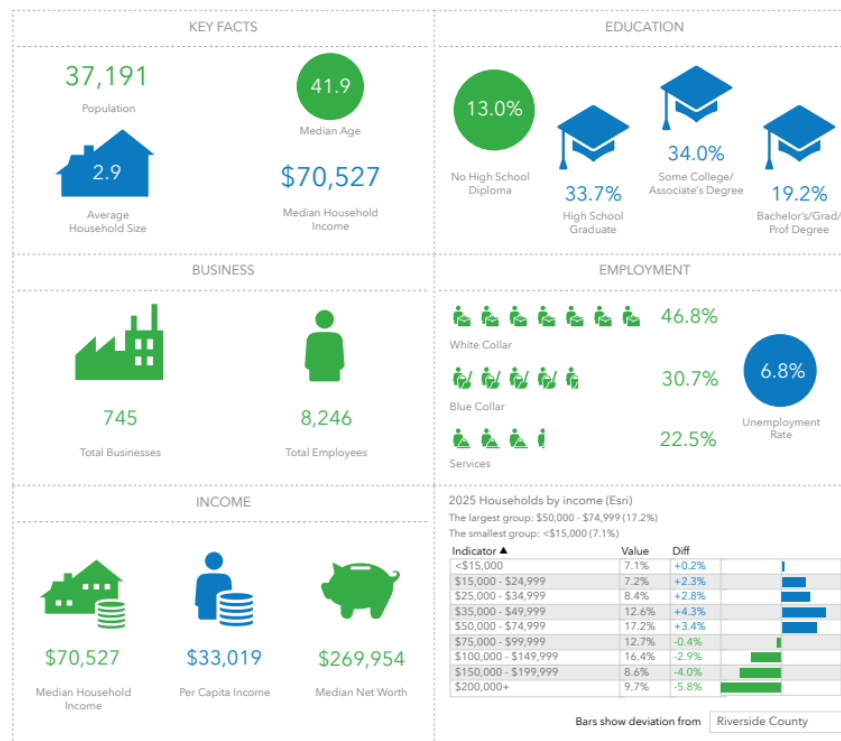 KEY FACTS
37,191
Population
41.9
Median Age
2.9
Average
Household Size
$70,527
Median Household
Income
EDUCATION
13.0%
No High School
Diploma
33.7%
High School
Graduate
34.0%
Some College/
Associate's Degree
19.2%
Bachelor's/Grad/
Prof Degree
BUSINESS
745
Total Businesses
8,246
Total Employees
EMPLOYMENT
46.8%
White Collar
30.7%
Blue Collar
22.5%
Services
6.8%
Unemployment
Rate
INCOME
$70,527
Median Household
Income
$33,019
Per Capita Income
$269,954
Median Net Worth
2025 Households by income (Esri)
The largest group: $50,000 - $74,999 (17.2%)
The smallest group: <$15,000 (7.1%)
Indicator ▲ Value Diff
<$15,000 7.1% +0.2%
$15,000 - $24,999 7.2% +2.3%
$25,000 - $34,999 8.4% +2.8%
$35,000 - $49,999 12.6% +4.3%
$50,000 - $74,999 17.2% +3.4%
$75,000 - $99,999 12.7% -0.4%
$100,000 - $149,999 16.4% -2.9%
$150,000 - $199,999 8.6% -4.0%
$200,000+ 9.7% -5.8%
Bars show deviation from Riverside County